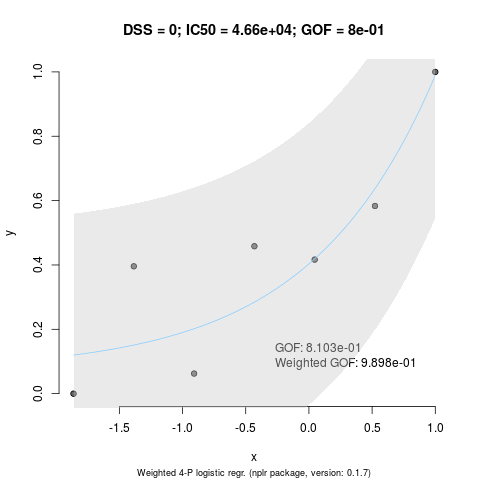 DSS = 0; IC50 = 4.66e+04; GOF = 8e-01
1.0
0.8
0.6
0.4
0.2
0.0
y
GOF: 8.103e-01
Weighted GOF: 9.898e-01
-1.5 -1.0 -0.5 0.0 0.5 1.0
x
Weighted 4-P logistic regr. (nplr package, version: 0.1.7)